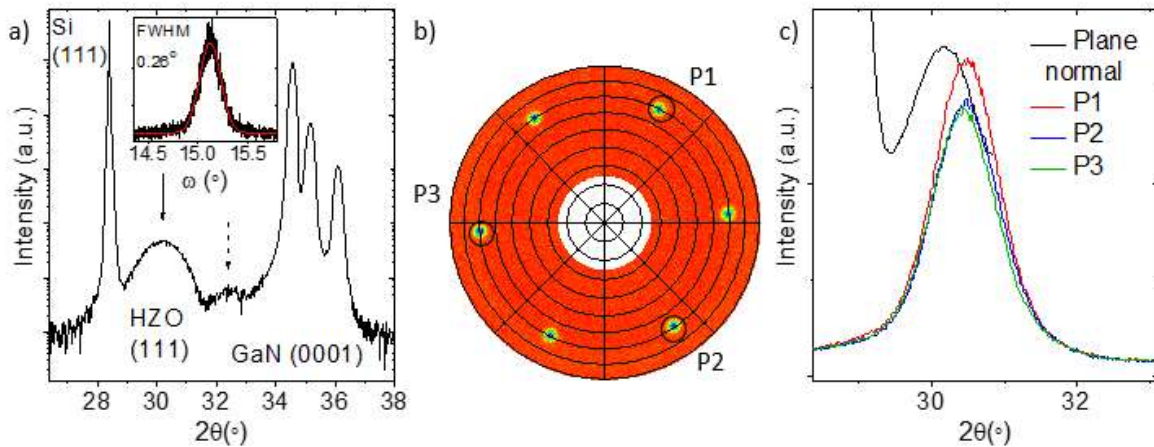 a)
Si
(111)
FWHM
0.26°
14.5 15.0 15.5
ω (°)
HZO
(111)
GaN (0001)
Intensity (a.u.)
28 30 32 34 36 38
2θ(°)
b)
P1
P3
P2
c)
Plane
normal
P1
P2
P3
Intensity (a.u.)
30 32
2θ(°)